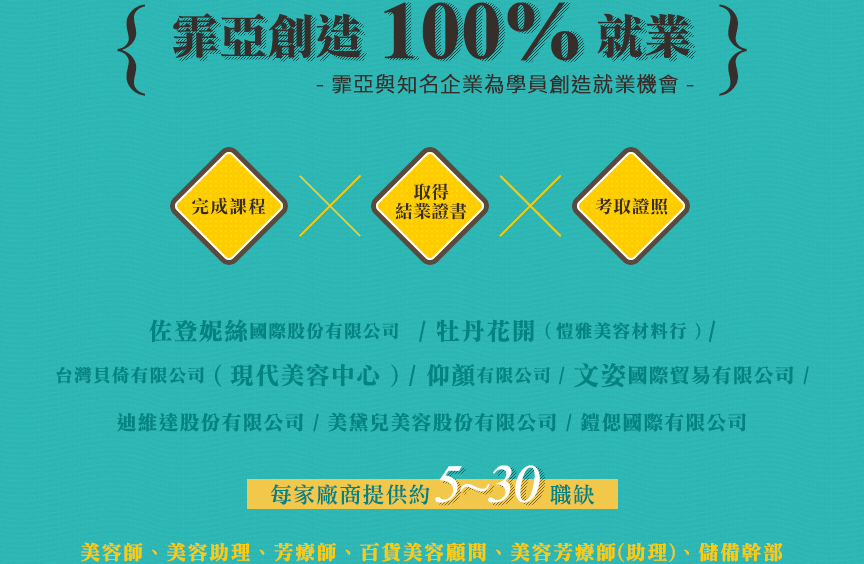 霏亞創造 100% 就業
- 霏亞與知名企業為學員創造就業機會 -
完成課程
取得
結業證書
考取證照
佐登妮絲國際股份有限公司 / 牡丹花開 ( 愷雅美容材料行 ) /
台灣貝倚有限公司 ( 現代美容中心 ) / 仰顏有限公司 / 文姿國際貿易有限公司 /
迪維達股份有限公司 / 美黛兒美容股份有限公司 / 鎧偲國際有限公司
每家廠商提供約 5~30 職缺
美容師、美容助理、芳療師、百貨美容顧問、美容芳療師(助理)、儲備幹部